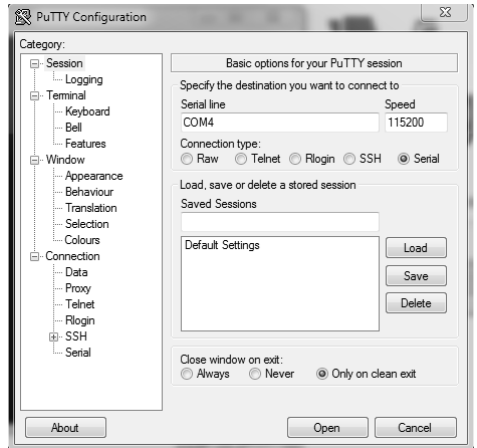 PuTTY Configuration
Category:
Session
Logging
Terminal
Keyboard
Bell
Features
Window
Appearance
Behaviour
Translation
Selection
Colours
Connection
Data
Proxy
Telnet
Rlogin
SSH
Serial
Basic options for your PuTTY session
Specify the destination you want to connect to
Serial line Speed
COM4 115200
Connection type:
Raw Telnet Rlogin SSH Serial
Load, save or delete a stored session
Saved Sessions
Default Settings
Load
Save
Delete
Close window on exit:
Always Never Only on clean exit
About Open Cancel